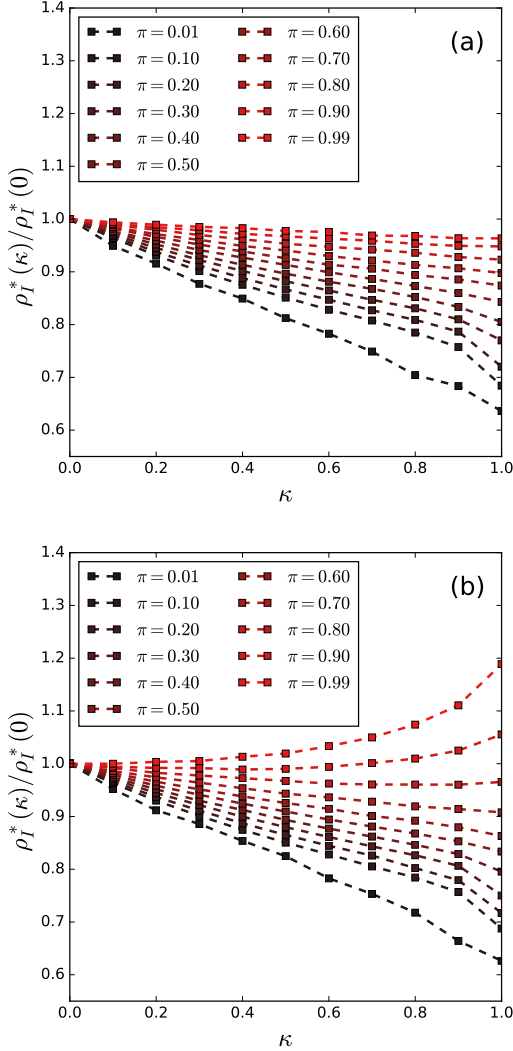 1.4
1.3
1.2
1.1
1.0
0.9
0.8
0.7
0.6
ρ*_I(κ)/ρ*_I(0)
(a)
π = 0.01
π = 0.10
π = 0.20
π = 0.30
π = 0.40
π = 0.50
π = 0.60
π = 0.70
π = 0.80
π = 0.90
π = 0.99
0.0 0.2 0.4 0.6 0.8 1.0
κ
1.4
1.3
1.2
1.1
1.0
0.9
0.8
0.7
0.6
ρ*_I(κ)/ρ*_I(0)
(b)
π = 0.01
π = 0.10
π = 0.20
π = 0.30
π = 0.40
π = 0.50
π = 0.60
π = 0.70
π = 0.80
π = 0.90
π = 0.99
0.0 0.2 0.4 0.6 0.8 1.0
κ